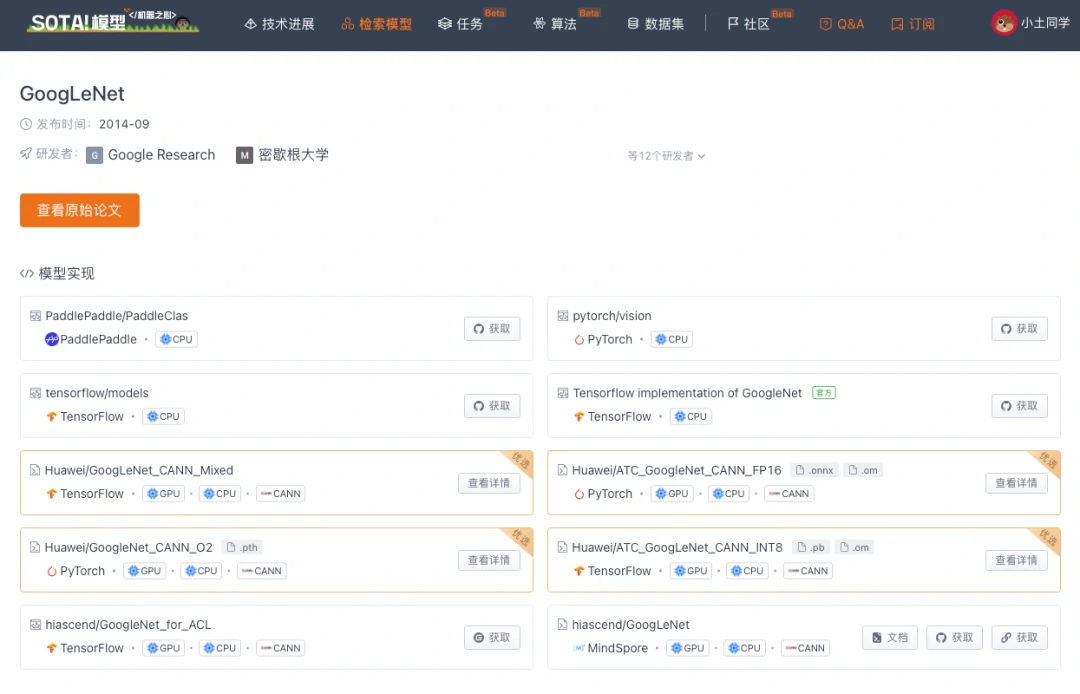 SOTA!模型 </机器之心>
技术进展 检索模型 任务 Beta 算法 Beta 数据集 社区 Beta Q&A 订阅 小土同学
GoogLeNet
发布时间: 2014-09
研发者: G Google Research M 密歇根大学 等12个研发者
查看原始论文
</> 模型实现
PaddlePaddle/PaddleClas
PaddlePaddle · CPU
获取
pytorch/vision
PyTorch · CPU
获取
tensorflow/models
TensorFlow · CPU
获取
Tensorflow implementation of GoogleNet 官方
TensorFlow · CPU
获取
Huawei/GoogLeNet_CANN_Mixed
TensorFlow · GPU · CPU · CANN
查看详情
优选
Huawei/ATC_GoogleNet_CANN_FP16 .onnx .om
PyTorch · GPU · CPU · CANN
查看详情
优选
Huawei/GoogleNet_CANN_O2 .pth
PyTorch · GPU · CPU · CANN
查看详情
优选
Huawei/ATC_GoogLeNet_CANN_INT8 .pb .om
TensorFlow · GPU · CPU · CANN
查看详情
优选
hiascend/GoogleNet_for_ACL
TensorFlow · GPU · CPU · CANN
获取
hiascend/GoogLeNet
MindSpore · GPU · CPU · CANN
文档 获取 获取